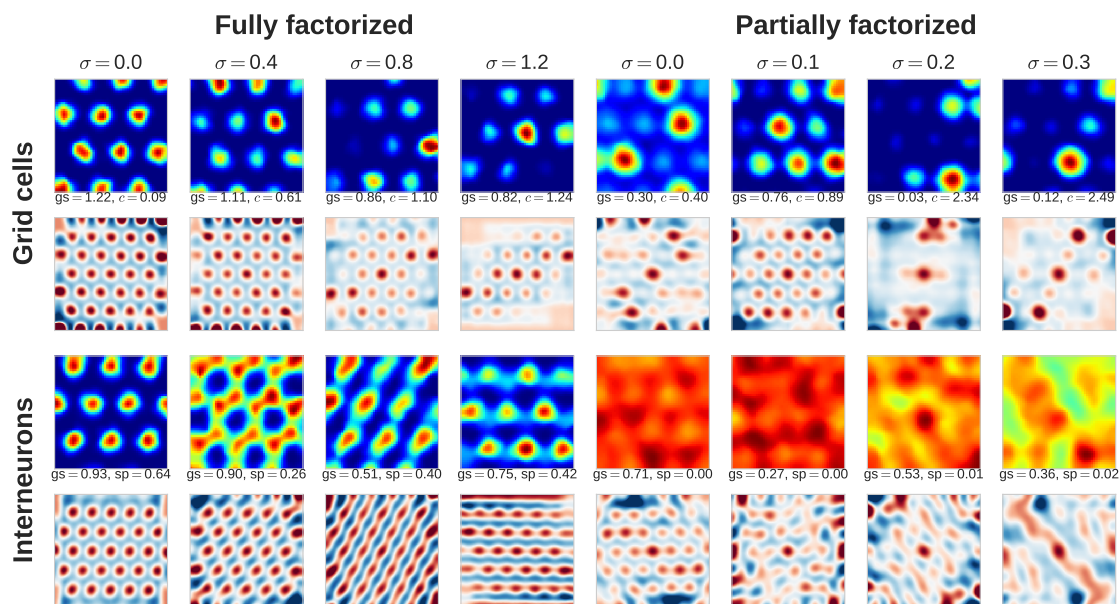 Fully factorized Partially factorized
σ = 0.0 σ = 0.4 σ = 0.8 σ = 1.2 σ = 0.0 σ = 0.1 σ = 0.2 σ = 0.3
Grid cells
gs = 1.22, c = 0.09 gs = 1.11, c = 0.61 gs = 0.86, c = 1.10 gs = 0.82, c = 1.24 gs = 0.30, c = 0.40 gs = 0.76, c = 0.89 gs = 0.03, c = 2.34 gs = 0.12, c = 2.49
Interneurons
gs = 0.93, sp = 0.64 gs = 0.90, sp = 0.26 gs = 0.51, sp = 0.40 gs = 0.75, sp = 0.42 gs = 0.71, sp = 0.00 gs = 0.27, sp = 0.00 gs = 0.53, sp = 0.01 gs = 0.36, sp = 0.02